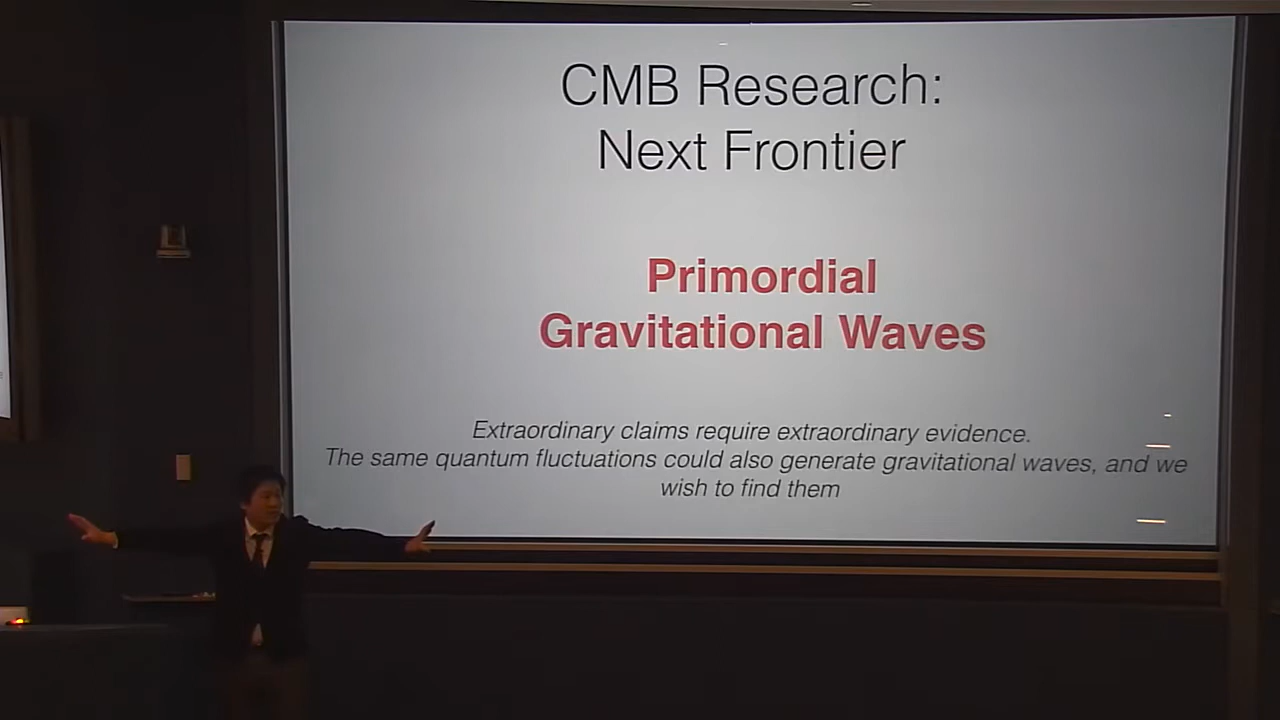 CMB Research:
Next Frontier
Primordial
Gravitational Waves
Extraordinary claims require extraordinary evidence.
The same quantum fluctuations could also generate gravitational waves, and we
wish to find them